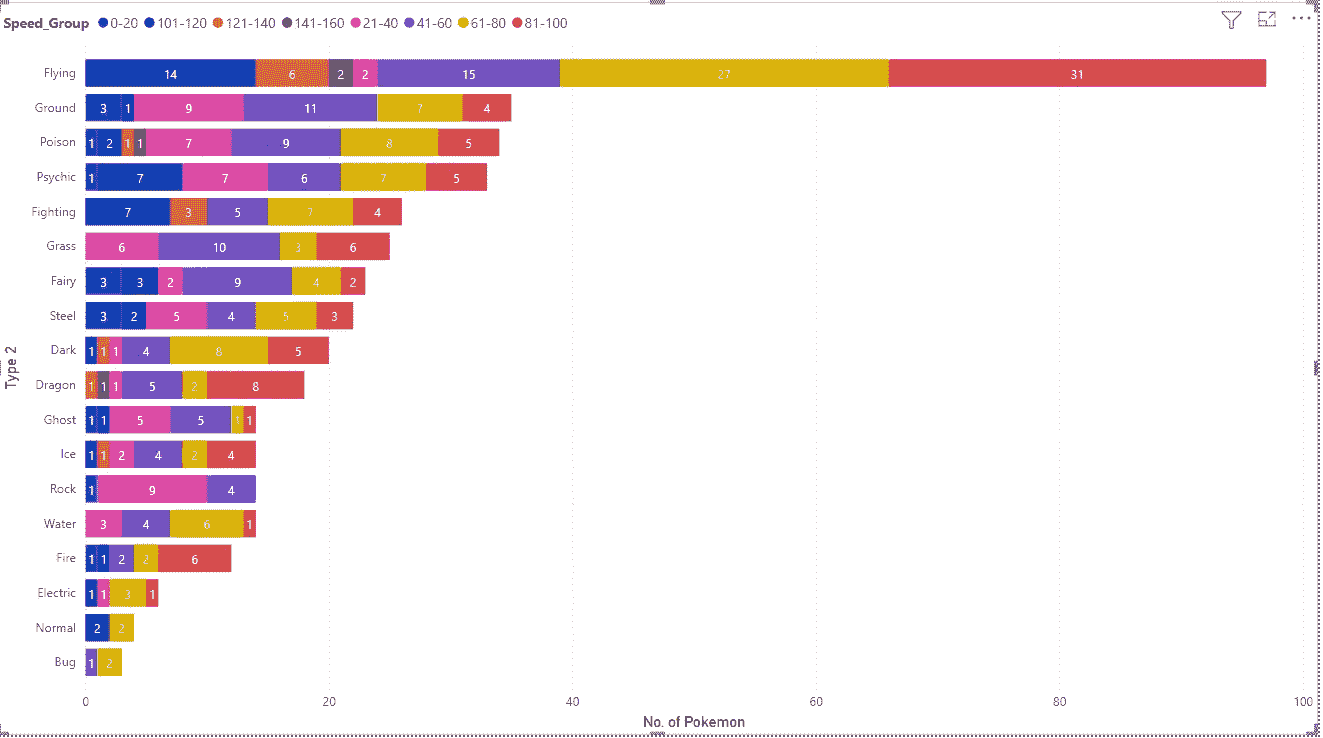 Speed_Group 0-20 101-120 121-140 141-160 21-40 41-60 61-80 81-100
Flying 14 6 2 2 15 27 31
Ground 3 1 9 11 7 4
Poison 1 2 1 1 7 9 8 5
Psychic 1 7 7 6 7 5
Fighting 7 3 5 7 4
Grass 6 10 3 6
Fairy 3 3 2 9 4 2
Steel 3 2 5 4 5 3
Dark 1 1 1 4 8 5
Dragon 1 1 1 5 2 8
Ghost 1 1 5 5 1 1
Ice 1 1 2 4 2 4
Rock 1 9 4
Water 3 4 6 1
Fire 1 1 2 2 6
Electric 1 1 3 1
Normal 2 2
Bug 1 2
Type 2
0 20 40 60 80 100
No. of Pokemon